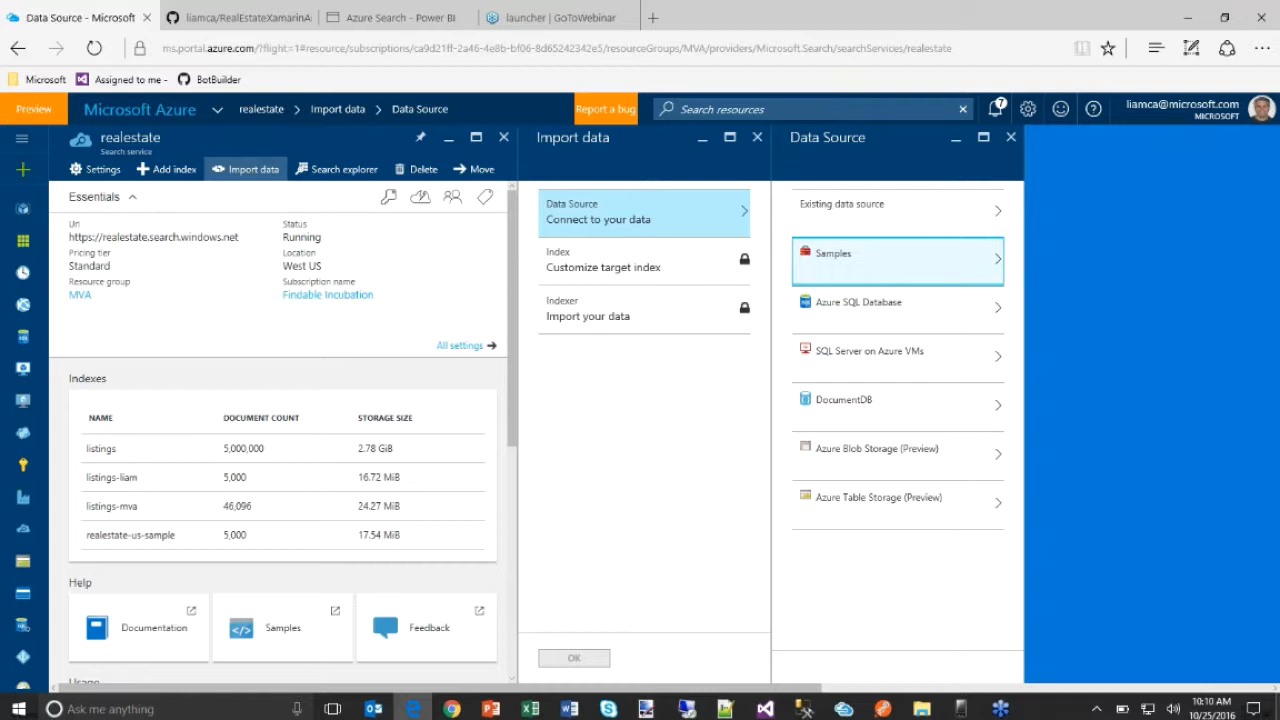 Data Source - Microsoft
liamca/RealEstateXamarinA
Azure Search - Power BI
launcher | GoToWebinar
ms.portal.azure.com/?flight=1#resource/subscriptions/ca9d21ff-2a46-4e8b-bf06-8d65242342e5/resourceGroups/MVA/providers/Microsoft.Search/searchServices/realestate
Microsoft
Assigned to me -
BotBuilder
Preview
Microsoft Azure
realestate
Import data
Data Source
Report a bug
Search resources
7
liamca@microsoft.com
MICROSOFT
realestate
Search service
Settings
Add index
Import data
Search explorer
Delete
Move
Essentials
Url
https://realestate.search.windows.net
Pricing tier
Standard
Resource group
MVA
Status
Running
Location
West US
Subscription name
Findable Incubation
All settings
Indexes
NAME DOCUMENT COUNT STORAGE SIZE
listings 5,000,000 2.78 GiB
listings-liam 5,000 16.72 MiB
listings-mva 46,096 24.27 MiB
realestate-us-sample 5,000 17.54 MiB
Help
Documentation
Samples
Feedback
Usage
Import data
Data Source
Connect to your data
Index
Customize target index
Indexer
Import your data
OK
Data Source
Existing data source
Samples
Azure SQL Database
SQL Server on Azure VMs
DocumentDB
Azure Blob Storage (Preview)
Azure Table Storage (Preview)
Ask me anything
10:10 AM
10/25/2016